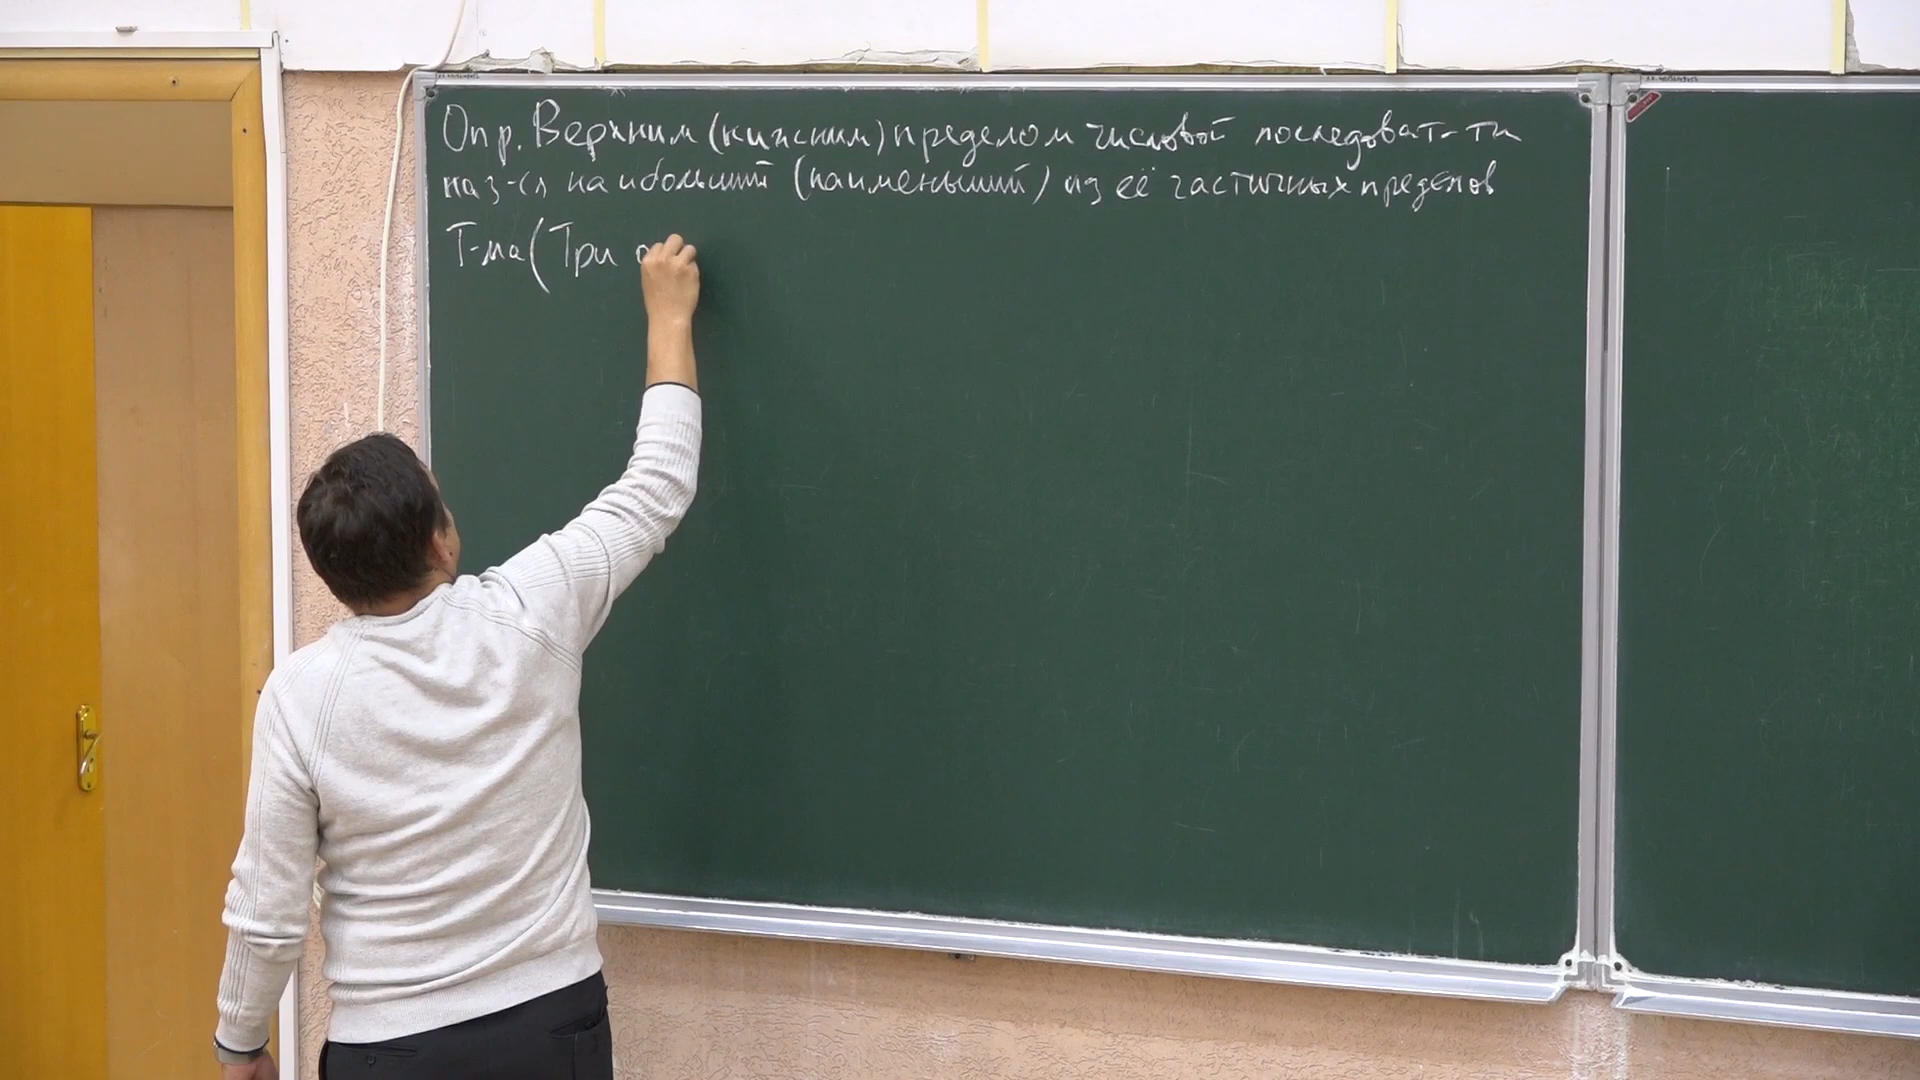 Опр. Верхним (нижним) пределом числовой последоват-ти
наз-ся наибольший (наименьший) из её частичных пределов
Т-ма (Три о